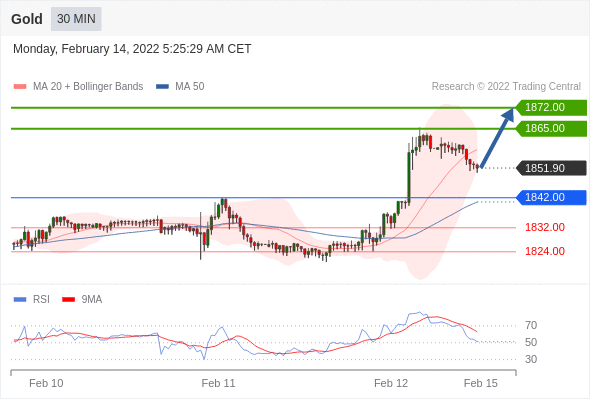 Gold 30 MIN
Monday, February 14, 2022 5:25:29 AM CET
MA 20 + Bollinger Bands MA 50 Research © 2022 Trading Central
1872.00
1865.00
1851.90
1842.00
1832.00
1824.00
RSI 9MA
70
50
30
Feb 10 Feb 11 Feb 12 Feb 15